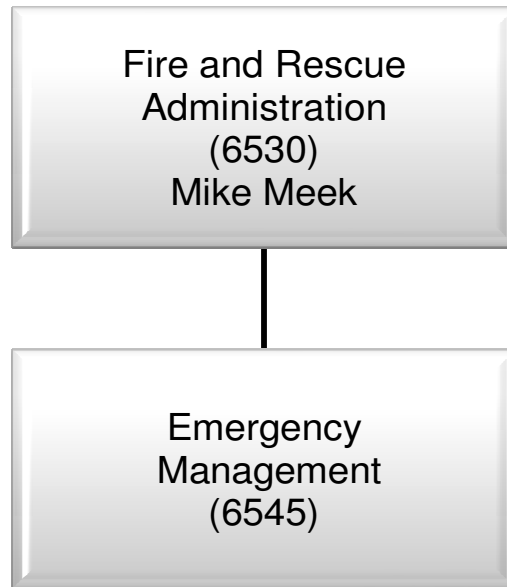 Fire and Rescue
Administration
(6530)
Mike Meek
Emergency
Management
(6545)